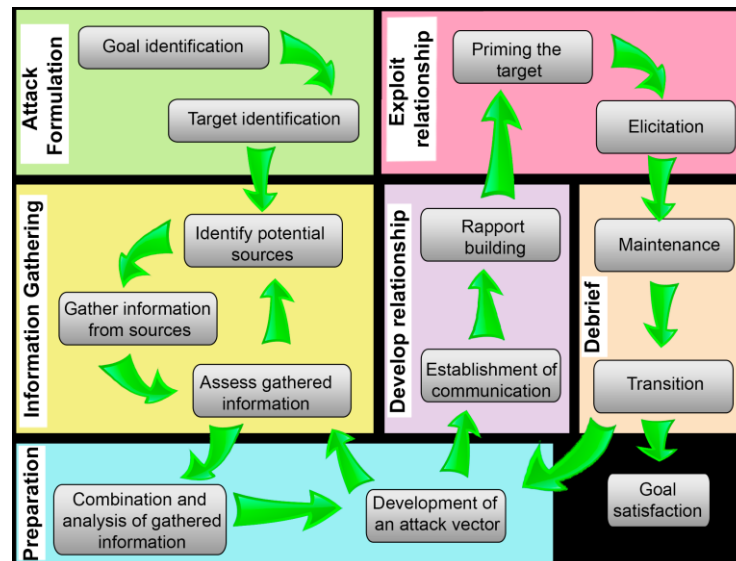 Attack
Formulation
Goal identification
Target identification
Information Gathering
Identify potential
sources
Gather information
from sources
Assess gathered
information
Preparation
Combination and
analysis of gathered
information
Development of
an attack vector
Develop relationship
Establishment of
communication
Rapport
building
Exploit
relationship
Priming the
target
Elicitation
Debrief
Maintenance
Transition
Goal
satisfaction